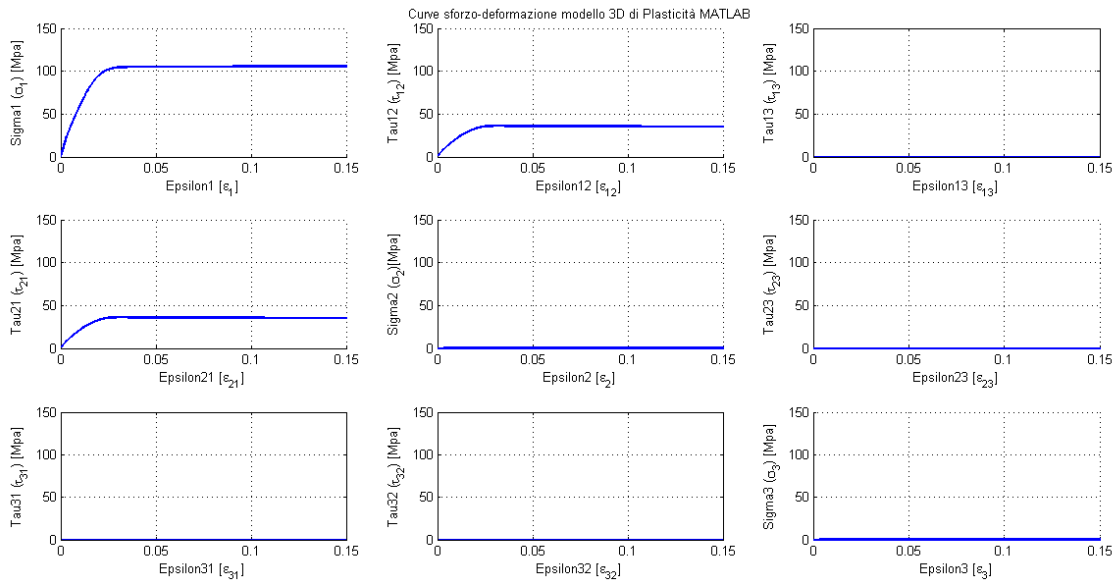 Curve sforzo-deformazione modello 3D di Plasticità MATLAB
Sigma1 (σ₁) [Mpa]
150
100
50
0
0 0.05 0.1 0.15
Epsilon1 [ε₁]
Tau12 (τ₁₂) [Mpa]
150
100
50
0
0 0.05 0.1 0.15
Epsilon12 [ε₁₂]
Tau13 (τ₁₃) [Mpa]
150
100
50
0
0 0.05 0.1 0.15
Epsilon13 [ε₁₃]
Tau21 (τ₂₁) [Mpa]
150
100
50
0
0 0.05 0.1 0.15
Epsilon21 [ε₂₁]
Sigma2 (σ₂)[Mpa]
150
100
50
0
0 0.05 0.1 0.15
Epsilon2 [ε₂]
Tau23 (τ₂₃) [Mpa]
150
100
50
0
0 0.05 0.1 0.15
Epsilon23 [ε₂₃]
Tau31 (τ₃₁) [Mpa]
150
100
50
0
0 0.05 0.1 0.15
Epsilon31 [ε₃₁]
Tau32 (τ₃₂) [Mpa]
150
100
50
0
0 0.05 0.1 0.15
Epsilon32 [ε₃₂]
Sigma3 (σ₃) [Mpa]
150
100
50
0
0 0.05 0.1 0.15
Epsilon3 [ε₃]